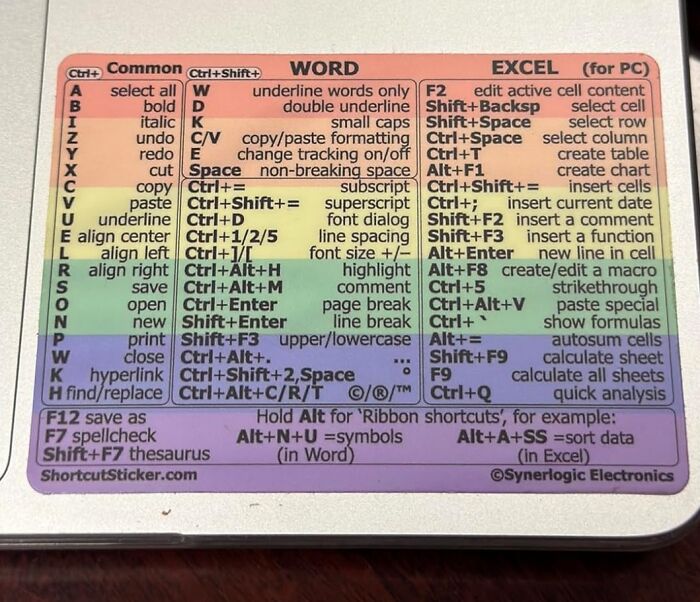 Ctrl+ Common
A select all
B bold
I italic
Z undo
Y redo
X cut
C copy
V paste
U underline
E align center
L align left
R align right
S save
O open
N new
P print
W close
K hyperlink
H find/replace
Ctrl+Shift+ WORD
W underline words only
D double underline
K small caps
C/V copy/paste formatting
E change tracking on/off
Space non-breaking space
Ctrl+= subscript
Ctrl+Shift+= superscript
Ctrl+D font dialog
Ctrl+1/2/5 line spacing
Ctrl+]/[ font size +/−
Ctrl+Alt+H highlight
Ctrl+Alt+M comment
Ctrl+Enter page break
Shift+Enter line break
Shift+F3 upper/lowercase
Ctrl+Alt+. ...
Ctrl+Shift+2,Space °
Ctrl+Alt+C/R/T ©/®/™
EXCEL (for PC)
F2 edit active cell content
Shift+Backsp select cell
Shift+Space select row
Ctrl+Space select column
Ctrl+T create table
Alt+F1 create chart
Ctrl+Shift+= insert cells
Ctrl+; insert current date
Shift+F2 insert a comment
Shift+F3 insert a function
Alt+Enter new line in cell
Alt+F8 create/edit a macro
Ctrl+5 strikethrough
Ctrl+Alt+V paste special
Ctrl+` show formulas
Alt+= autosum cells
Shift+F9 calculate sheet
F9 calculate all sheets
Ctrl+Q quick analysis
F12 save as
F7 spellcheck
Shift+F7 thesaurus
Hold Alt for ‘Ribbon shortcuts’, for example:
Alt+N+U =symbols
(in Word)
Alt+A+SS =sort data
(in Excel)
ShortcutSticker.com
©Synerlogic Electronics